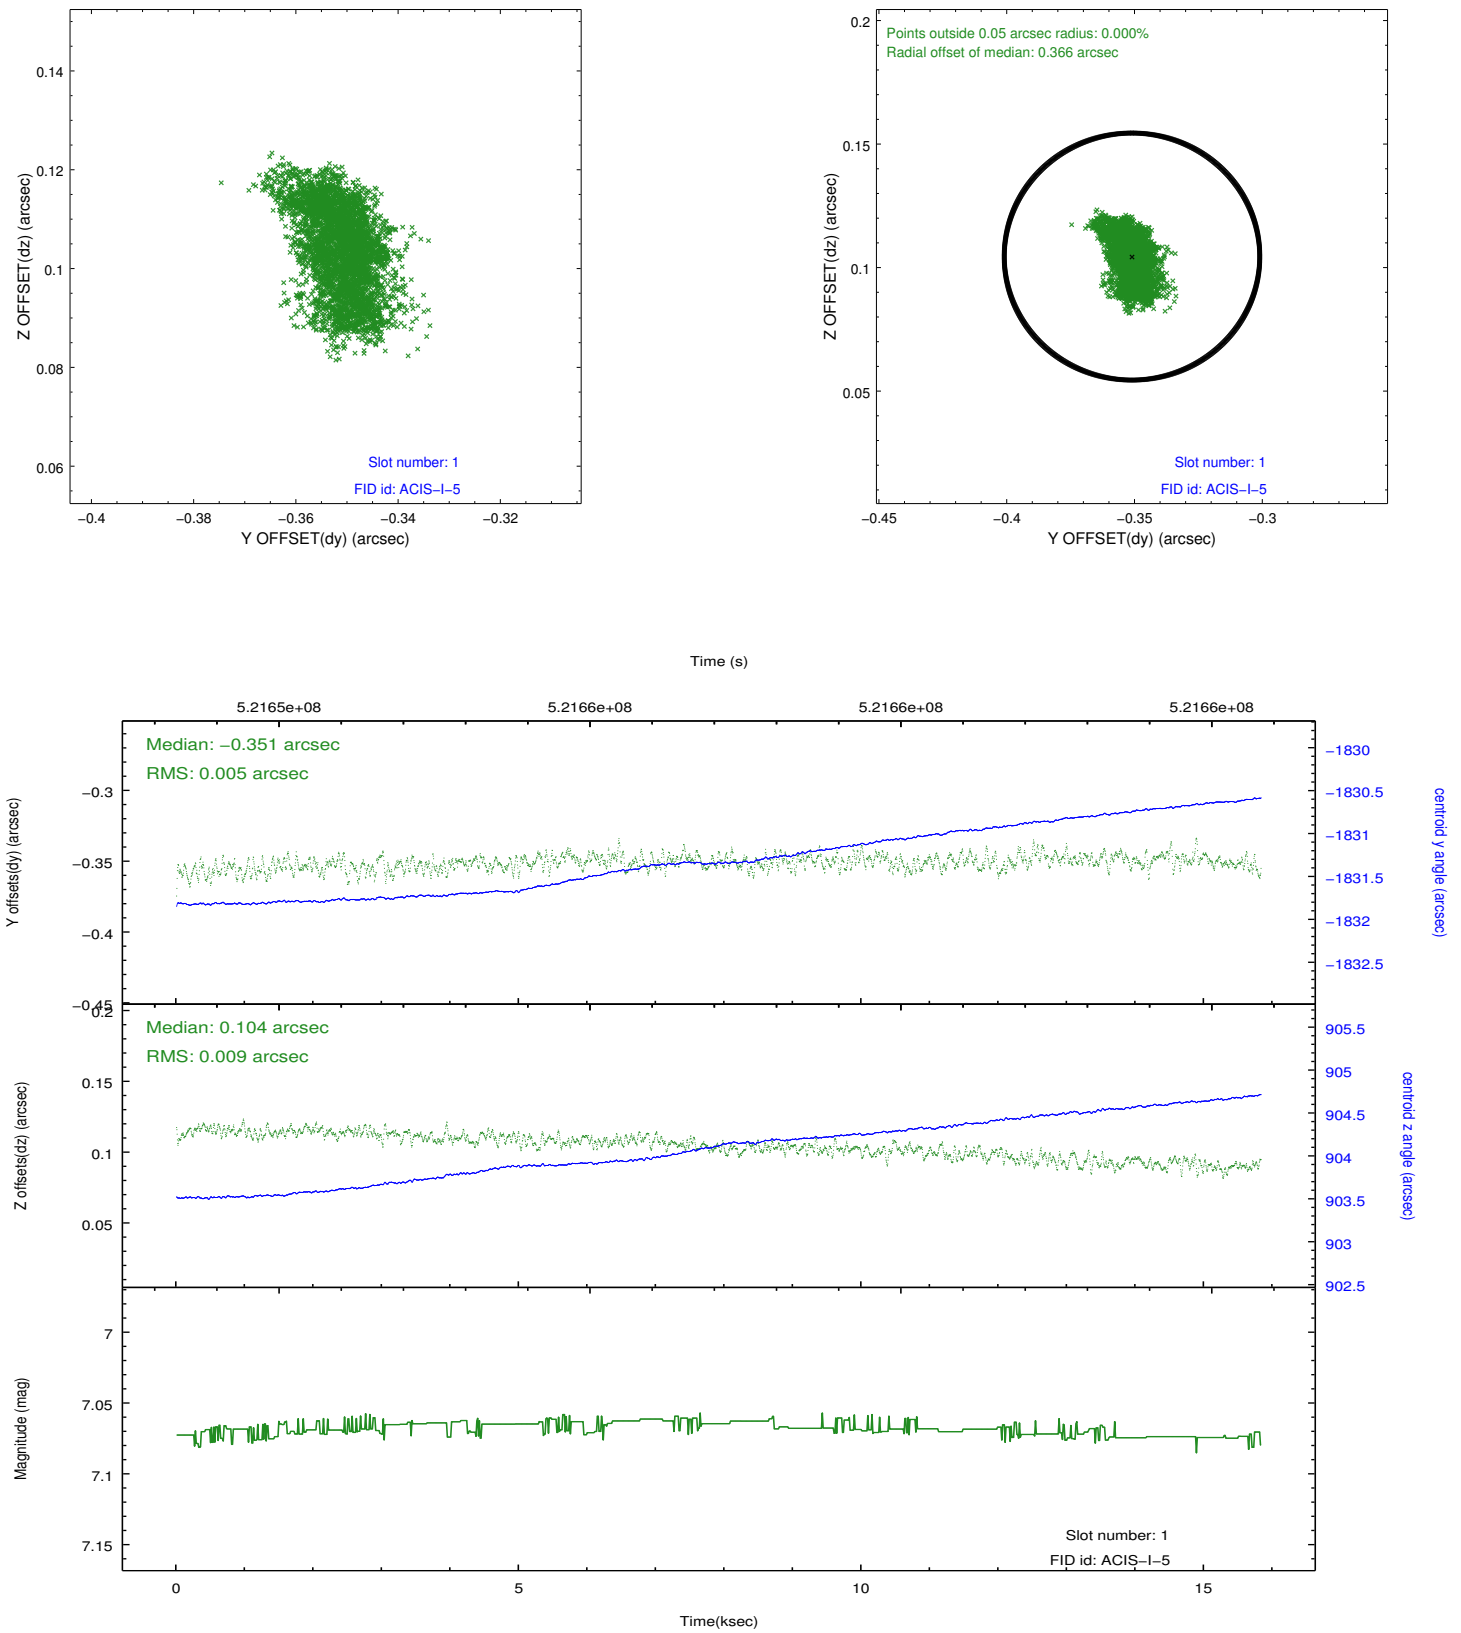 0.14
0.12
0.1
0.08
0.06
Z OFFSET(dz) (arcsec)
Slot number: 1
FID id: ACIS−I−5
−0.4
−0.38
−0.36
−0.34
−0.32
Y OFFSET(dy) (arcsec)
Points outside 0.05 arcsec radius: 0.000%
Radial offset of median: 0.366 arcsec
0.2
0.15
0.1
0.05
Z OFFSET(dz) (arcsec)
Slot number: 1
FID id: ACIS−I−5
−0.45
−0.4
−0.35
−0.3
Y OFFSET(dy) (arcsec)
Time (s)
5.2165e+08
5.2166e+08
5.2166e+08
5.2166e+08
Median: −0.351 arcsec
RMS: 0.005 arcsec
−0.3
−0.35
−0.4
−0.45
Y offsets(dy) (arcsec)
−1830
−1830.5
−1831
−1831.5
−1832
−1832.5
centroid y angle (arcsec)
Median: 0.104 arcsec
RMS: 0.009 arcsec
0.2
0.15
0.1
0.05
Z offsets(dz) (arcsec)
905.5
905
904.5
904
903.5
903
902.5
centroid z angle (arcsec)
7
7.05
7.1
7.15
Magnitude (mag)
Slot number: 1
FID id: ACIS−I−5
0
5
10
15
Time(ksec)